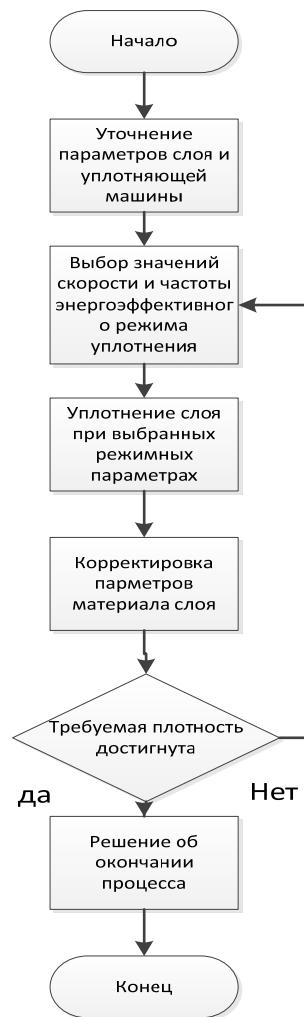 Начало
Уточнение
параметров слоя и
уплотняющей
машины
Выбор значений
скорости и частоты
энергоэффективног
о режима
уплотнения
Уплотнение слоя
при выбранных
режимных
параметрах
Корректировка
парметров
материала слоя
Требуемая плотность
достигнута
да
Нет
Решение об
окончании
процесса
Конец